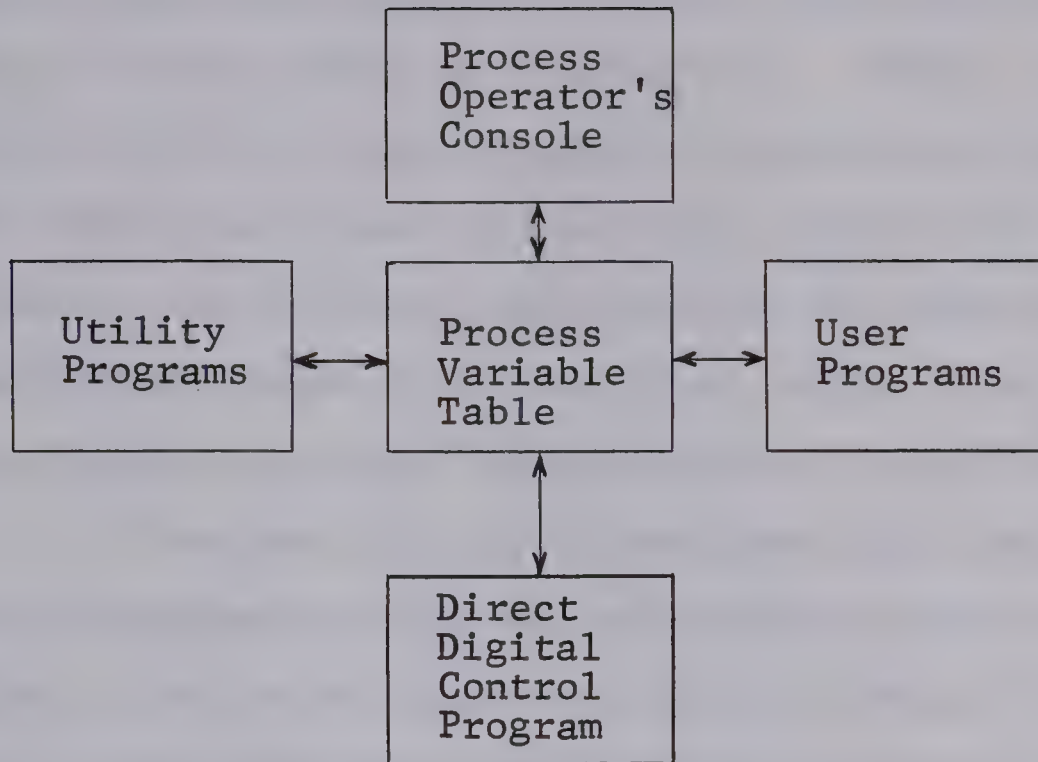 Process
Operator's
Console
Utility
Programs
Process
Variable
Table
User
Programs
Direct
Digital
Control
Program